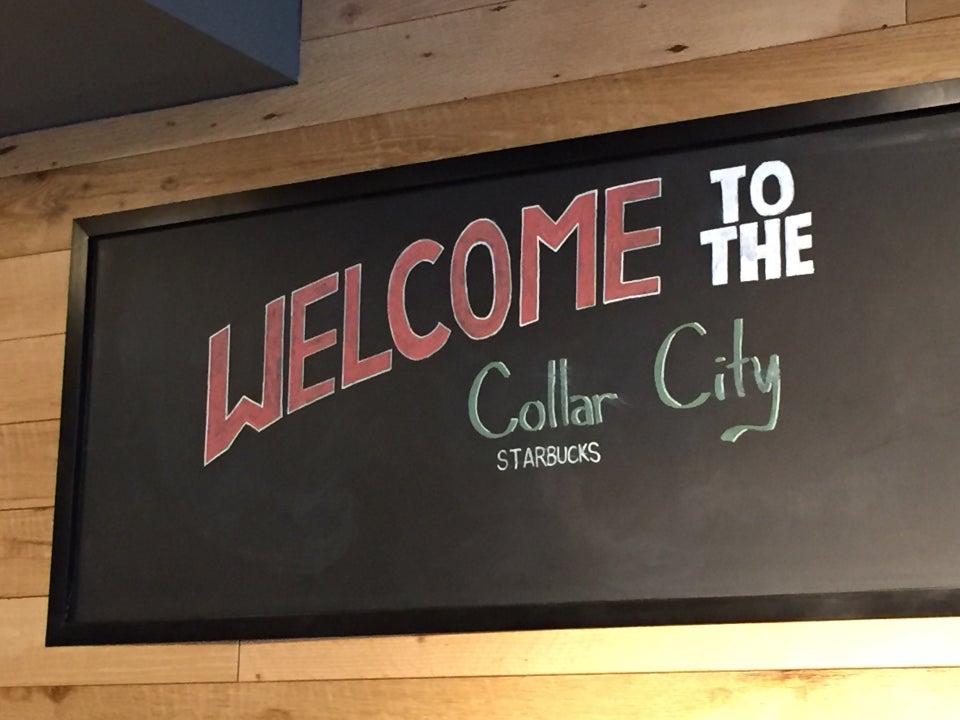 WELCOME TO
THE
Collar City
STARBUCKS